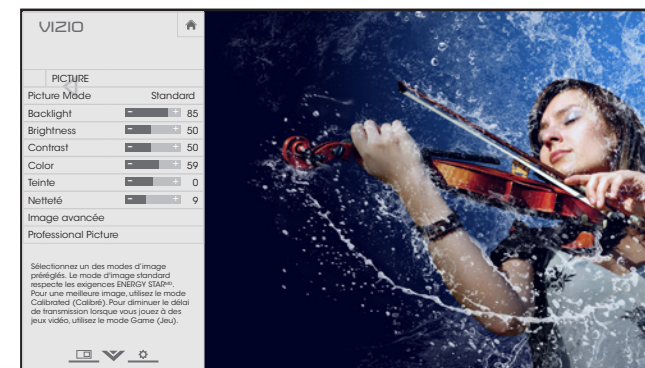 VIZIO
PICTURE
Picture Mode Standard
Backlight - + 85
Brightness - + 50
Contrast - + 50
Color - + 59
Teinte - + 0
Netteté - + 9
Image avancée
Professional Picture
Sélectionnez un des modes d'image
préréglés. Le mode d'image standard
respecte les exigences ENERGY STARᴹᴰ.
Pour une meilleure image, utilisez le mode
Calibrated (Calibré). Pour diminuer le délai
de transmission lorsque vous jouez à des
jeux vidéo, utilisez le mode Game (Jeu).